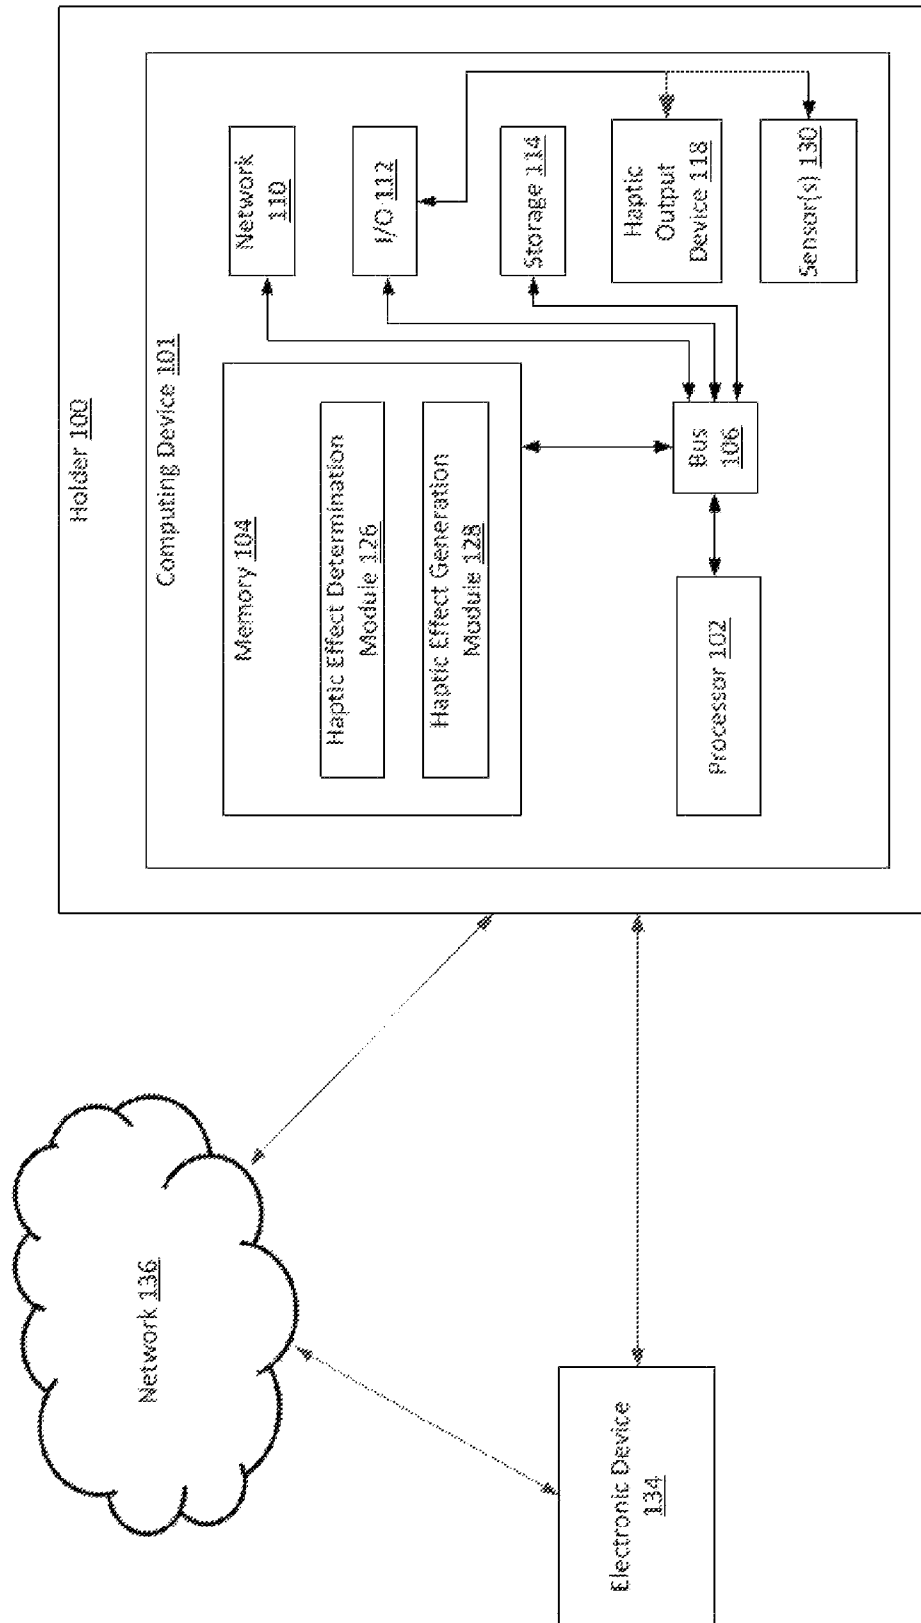 Holder 100
Computing Device 101
Memory 104
Haptic Effect Determination
Module 126
Haptic Effect Generation
Module 128
Processor 102
Bus
106
Network
110
I/O 112
Storage 114
Haptic
Output
Device 118
Sensor(s) 130
Network 136
Electronic Device
134